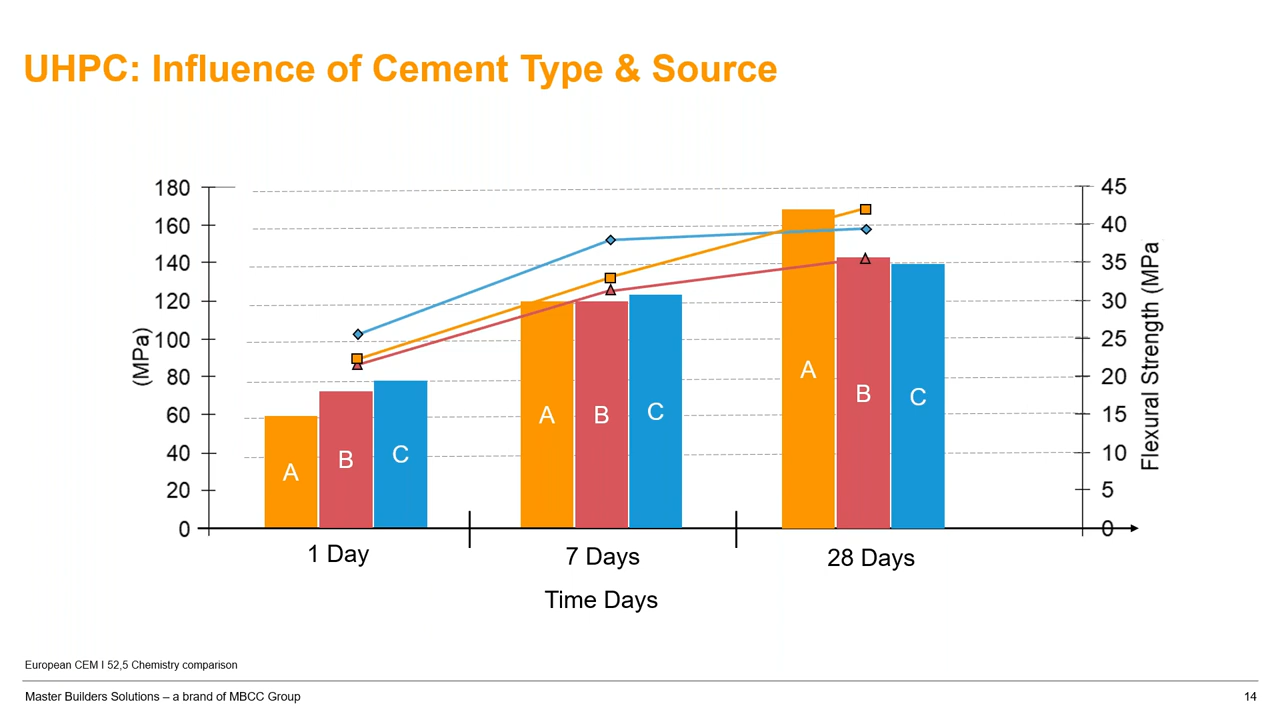 UHPC: Influence of Cement Type & Source
180
160
140
120
100
80
60
40
20
0
(MPa)
45
40
35
30
25
20
15
10
5
0
Flexural Strength (MPa
A
B
C
A
B
C
A
B
C
1 Day
7 Days
28 Days
Time Days
European CEM I 52,5 Chemistry comparison
Master Builders Solutions – a brand of MBCC Group
14